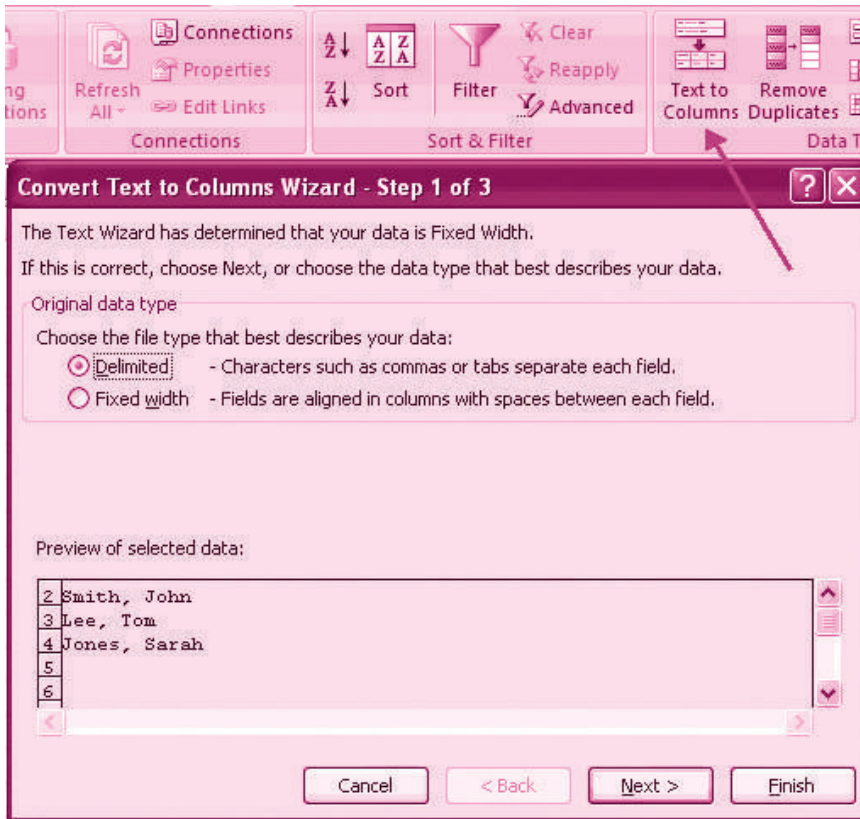 Connections
Properties
Edit Links
Refresh
All
Connections
A
Z
Z
A
A Z
Z A
Sort
Filter
Clear
Reapply
Advanced
Sort & Filter
Text to
Columns
Remove
Duplicates
Data T
Convert Text to Columns Wizard - Step 1 of 3
The Text Wizard has determined that your data is Fixed Width.
If this is correct, choose Next, or choose the data type that best describes your data.
Original data type
Choose the file type that best describes your data:
Delimited - Characters such as commas or tabs separate each field.
Fixed width - Fields are aligned in columns with spaces between each field.
Preview of selected data:
2 Smith, John
3 Lee, Tom
4 Jones, Sarah
5
6
Cancel < Back Next > Finish